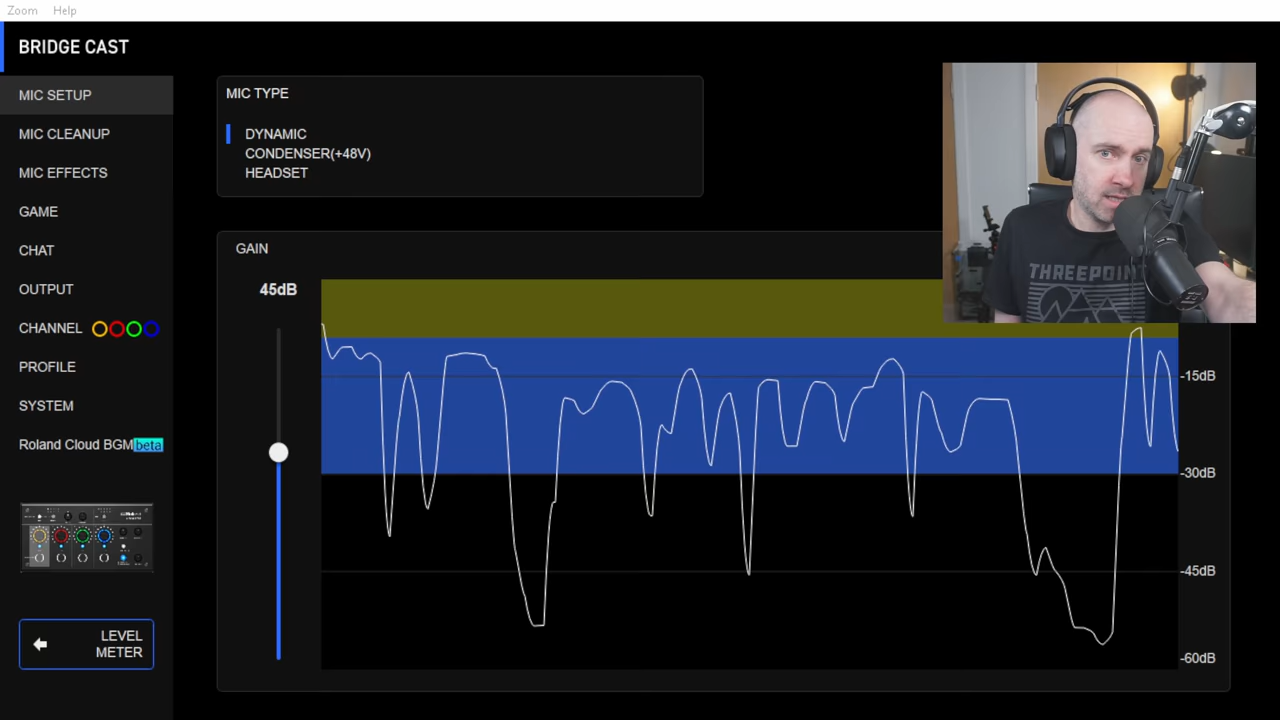 Zoom Help
BRIDGE CAST
MIC SETUP
MIC CLEANUP
MIC EFFECTS
GAME
CHAT
OUTPUT
CHANNEL
PROFILE
SYSTEM
Roland Cloud BGM beta
LEVEL
METER
MIC TYPE
DYNAMIC
CONDENSER(+48V)
HEADSET
GAIN
45dB
-15dB
-30dB
-45dB
-60dB